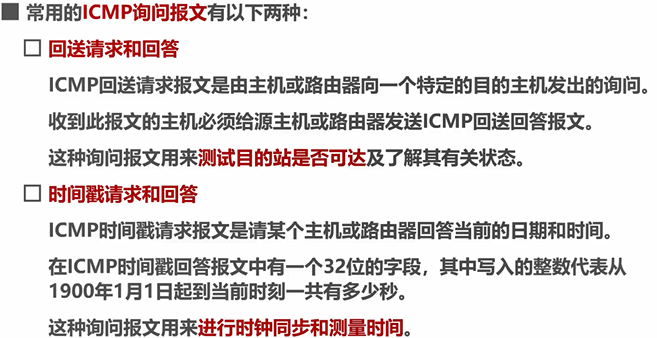 常用的ICMP询问报文有以下两种：
回送请求和回答
ICMP回送请求报文是由主机或路由器向一个特定的目的主机发出的询问。
收到此报文的主机必须给源主机或路由器发送ICMP回送回答报文。
这种询问报文用来测试目的站是否可达及了解其有关状态。
时间戳请求和回答
ICMP时间戳请求报文是请某个主机或路由器回答当前的日期和时间。
在ICMP时间戳回答报文中有一个32位的字段，其中写入的整数代表从
1900年1月1日起到当前时刻一共有多少秒。
这种询问报文用来进行时钟同步和测量时间。